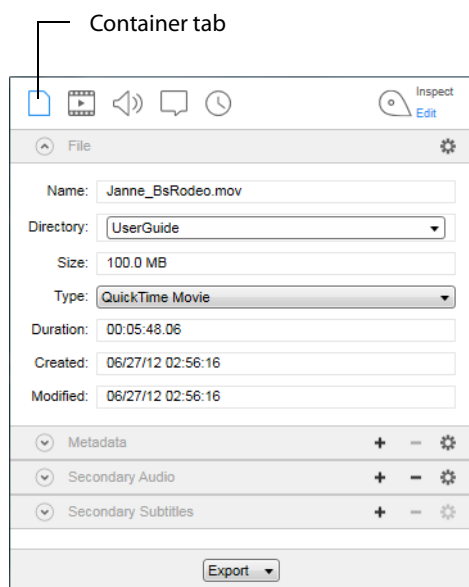 Container tab
Inspect
Edit
File
Name: Janne_BsRodeo.mov
Directory: UserGuide
Size: 100.0 MB
Type: QuickTime Movie
Duration: 00:05:48.06
Created: 06/27/12 02:56:16
Modified: 06/27/12 02:56:16
Metadata
Secondary Audio
Secondary Subtitles
Export